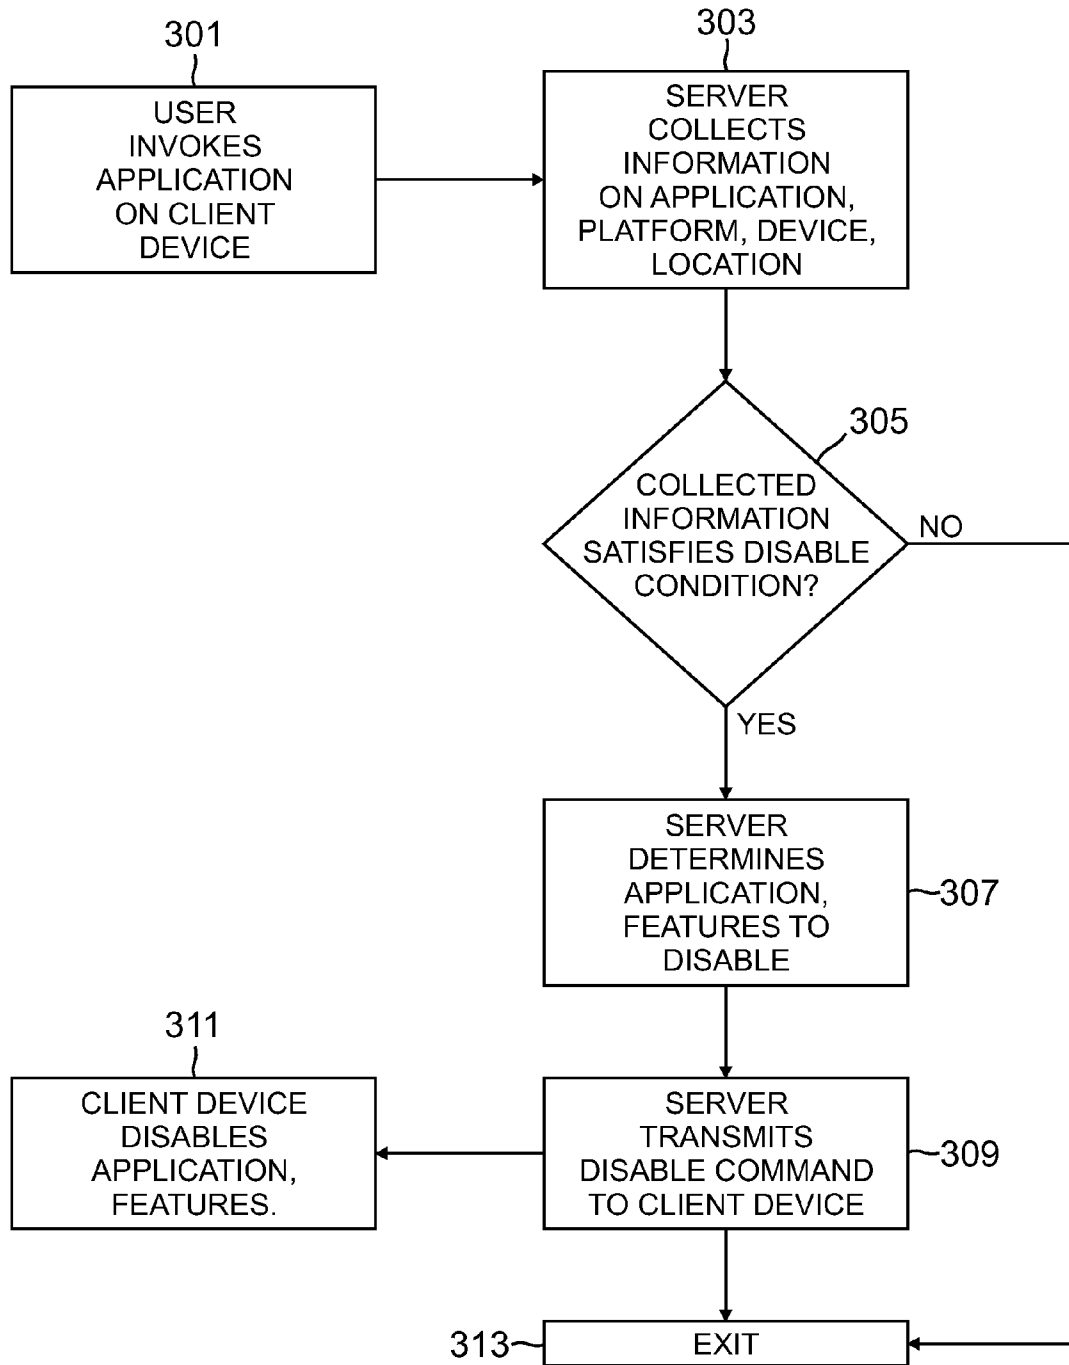 301
USER
INVOKES
APPLICATION
ON CLIENT
DEVICE
303
SERVER
COLLECTS
INFORMATION
ON APPLICATION,
PLATFORM, DEVICE,
LOCATION
305
COLLECTED
INFORMATION
SATISFIES DISABLE
CONDITION?
NO
YES
SERVER
DETERMINES
APPLICATION,
FEATURES TO
DISABLE
307
311
CLIENT DEVICE
DISABLES
APPLICATION,
FEATURES.
SERVER
TRANSMITS
DISABLE COMMAND
TO CLIENT DEVICE
309
313
EXIT